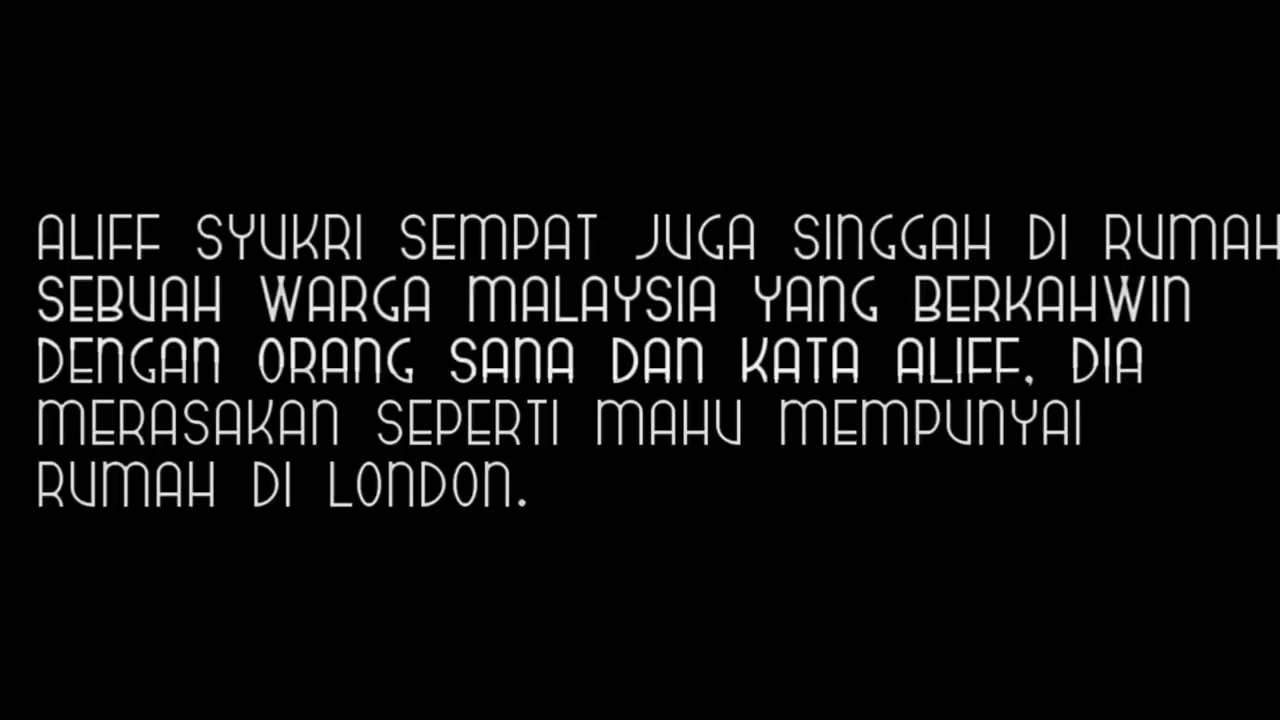 ALIFF SYUKRI SEMPAT JUGA SINGGAH DI RUMAH
SEBUAH WARGA MALAYSIA YANG BERKAHWIN
DENGAN ORANG SANA DAN KATA ALIFF, DIA
MERASAKAN SEPERTI MAHU MEMPUNYAI
RUMAH DI LONDON.